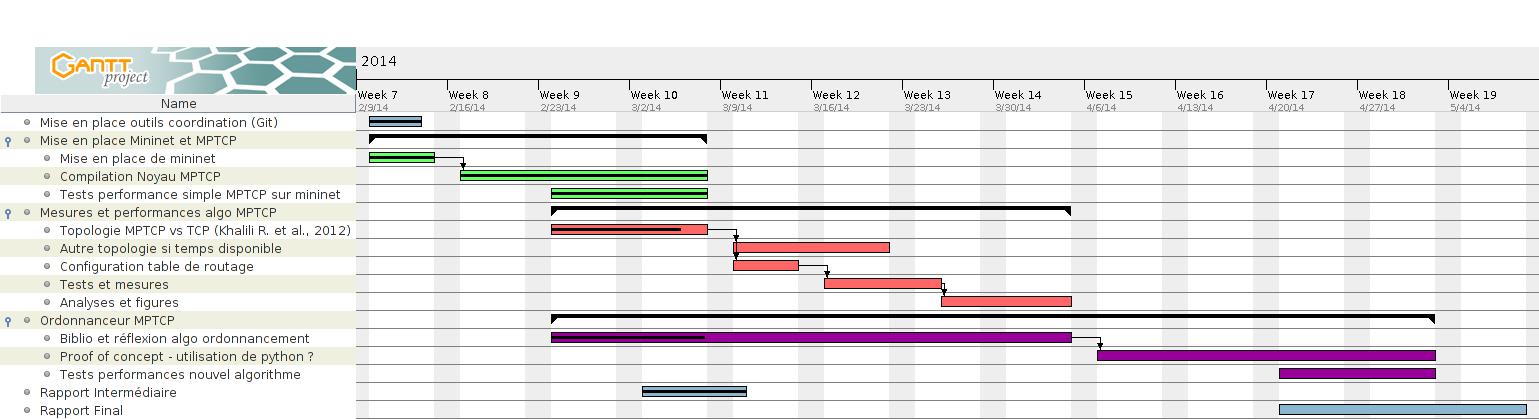 GANTT
project
2014
Week 7 Week 8 Week 9 Week 10 Week 11 Week 12 Week 13 Week 14 Week 15 Week 16 Week 17 Week 18 Week 19
Name 2/9/14 2/16/14 2/23/14 3/2/14 3/9/14 3/16/14 3/23/14 3/30/14 4/6/14 4/13/14 4/20/14 4/27/14 5/4/14
Mise en place outils coordination (Git)
Mise en place Mininet et MPTCP
Mise en place de mininet
Compilation Noyau MPTCP
Tests performance simple MPTCP sur mininet
Mesures et performances algo MPTCP
Topologie MPTCP vs TCP (Khalili R. et al., 2012)
Autre topologie si temps disponible
Configuration table de routage
Tests et mesures
Analyses et figures
Ordonnanceur MPTCP
Biblio et réflexion algo ordonnancement
Proof of concept - utilisation de python ?
Tests performances nouvel algorithme
Rapport Intermédiaire
Rapport Final